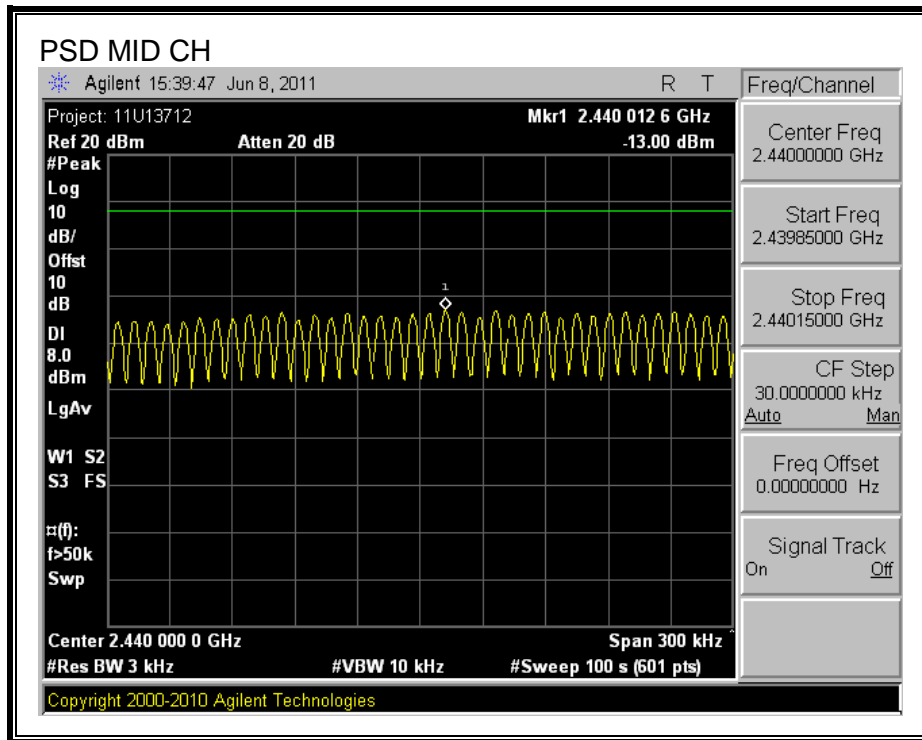 PSD MID CH
Agilent 15:39:47 Jun 8, 2011 R T
Project: 11U13712 Mkr1 2.440 012 6 GHz
Ref 20 dBm Atten 20 dB -13.00 dBm
#Peak
Log
10
dB/
Offst
10
dB
DI
8.0
dBm
LgAv
W1 S2
S3 FS
¤(f):
f>50k
Swp
1
Center 2.440 000 0 GHz Span 300 kHz ^
#Res BW 3 kHz #VBW 10 kHz #Sweep 100 s (601 pts)
Copyright 2000-2010 Agilent Technologies
Freq/Channel
Center Freq
2.44000000 GHz
Start Freq
2.43985000 GHz
Stop Freq
2.44015000 GHz
CF Step
30.0000000 kHz
Auto Man
Freq Offset
0.00000000 Hz
Signal Track
On Off